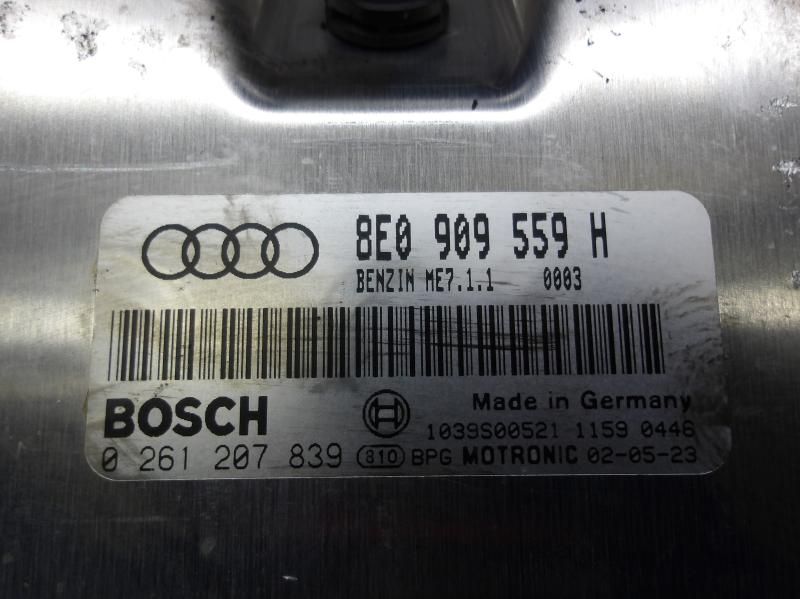 8E0 909 559 H
BENZIN ME7.1.1 0003
BOSCH
Made in Germany
1039S00521 1159 0446
0 261 207 839 810 BPG MOTRONIC 02-05-23